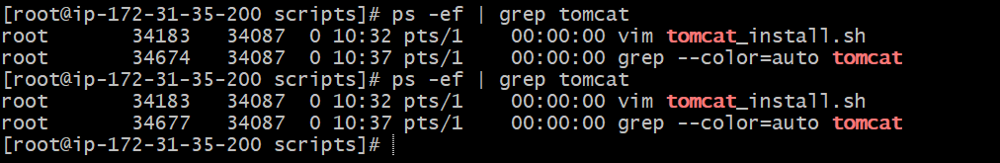 [root@ip-172-31-35-200 scripts]# ps -ef | grep tomcat
root       34183   34087  0 10:32 pts/1    00:00:00 vim tomcat_install.sh
root       34674   34087  0 10:37 pts/1    00:00:00 grep --color=auto tomcat
[root@ip-172-31-35-200 scripts]# ps -ef | grep tomcat
root       34183   34087  0 10:32 pts/1    00:00:00 vim tomcat_install.sh
root       34677   34087  0 10:37 pts/1    00:00:00 grep --color=auto tomcat
[root@ip-172-31-35-200 scripts]#